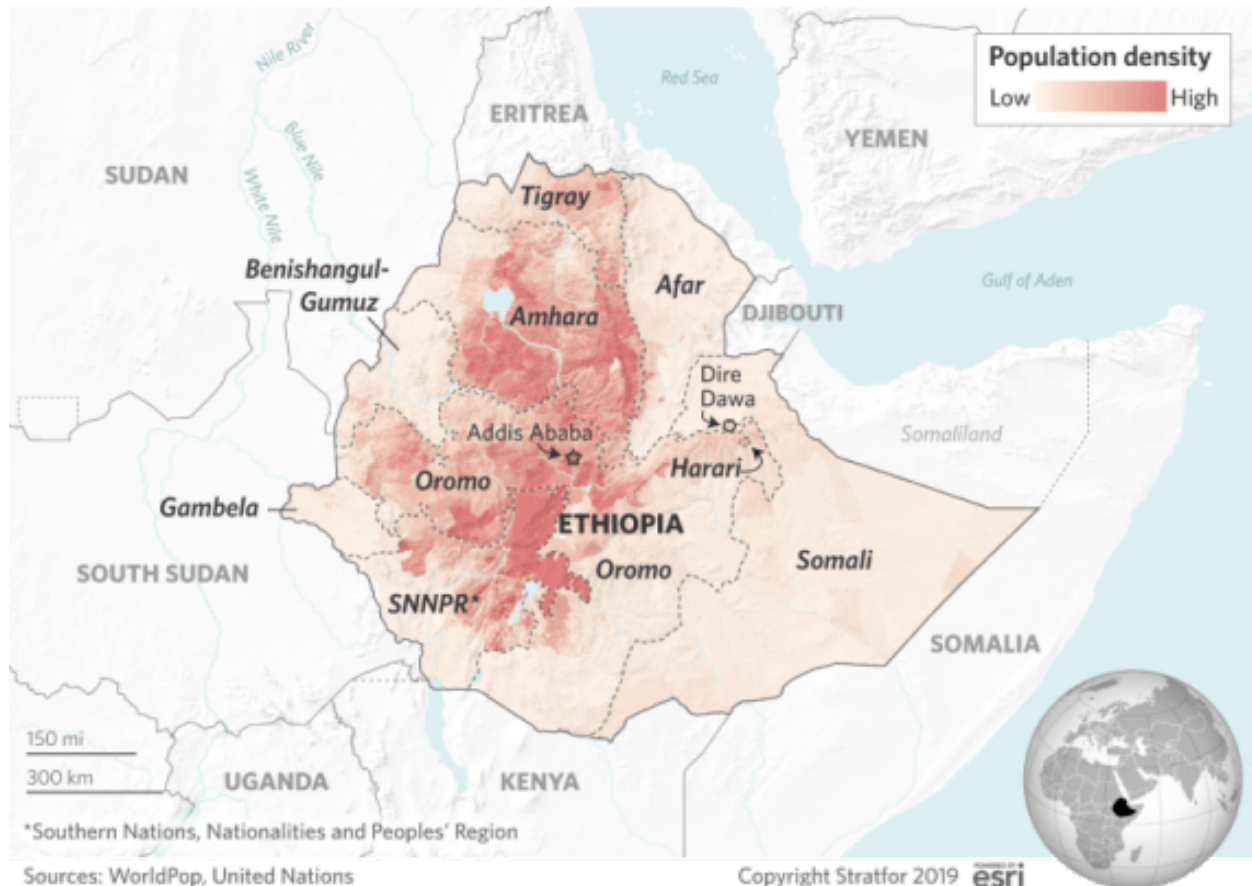 Population density
Low
High
Nile River
Blue Nile
White Nile
Red Sea
Gulf of Aden
ERITREA
YEMEN
SUDAN
Tigray
Benishangul-
Gumuz
Afar
Amhara
DJIBOUTI
Dire
Dawa
Addis Ababa
Somaliland
Harari
Oromo
Gambela
ETHIOPIA
Oromo
Somali
SOUTH SUDAN
SNNPR*
SOMALIA
150 mi
300 km
UGANDA
KENYA
*Southern Nations, Nationalities and Peoples' Region
Sources: WorldPop, United Nations
Copyright Stratfor 2019
POWERED BY
esri